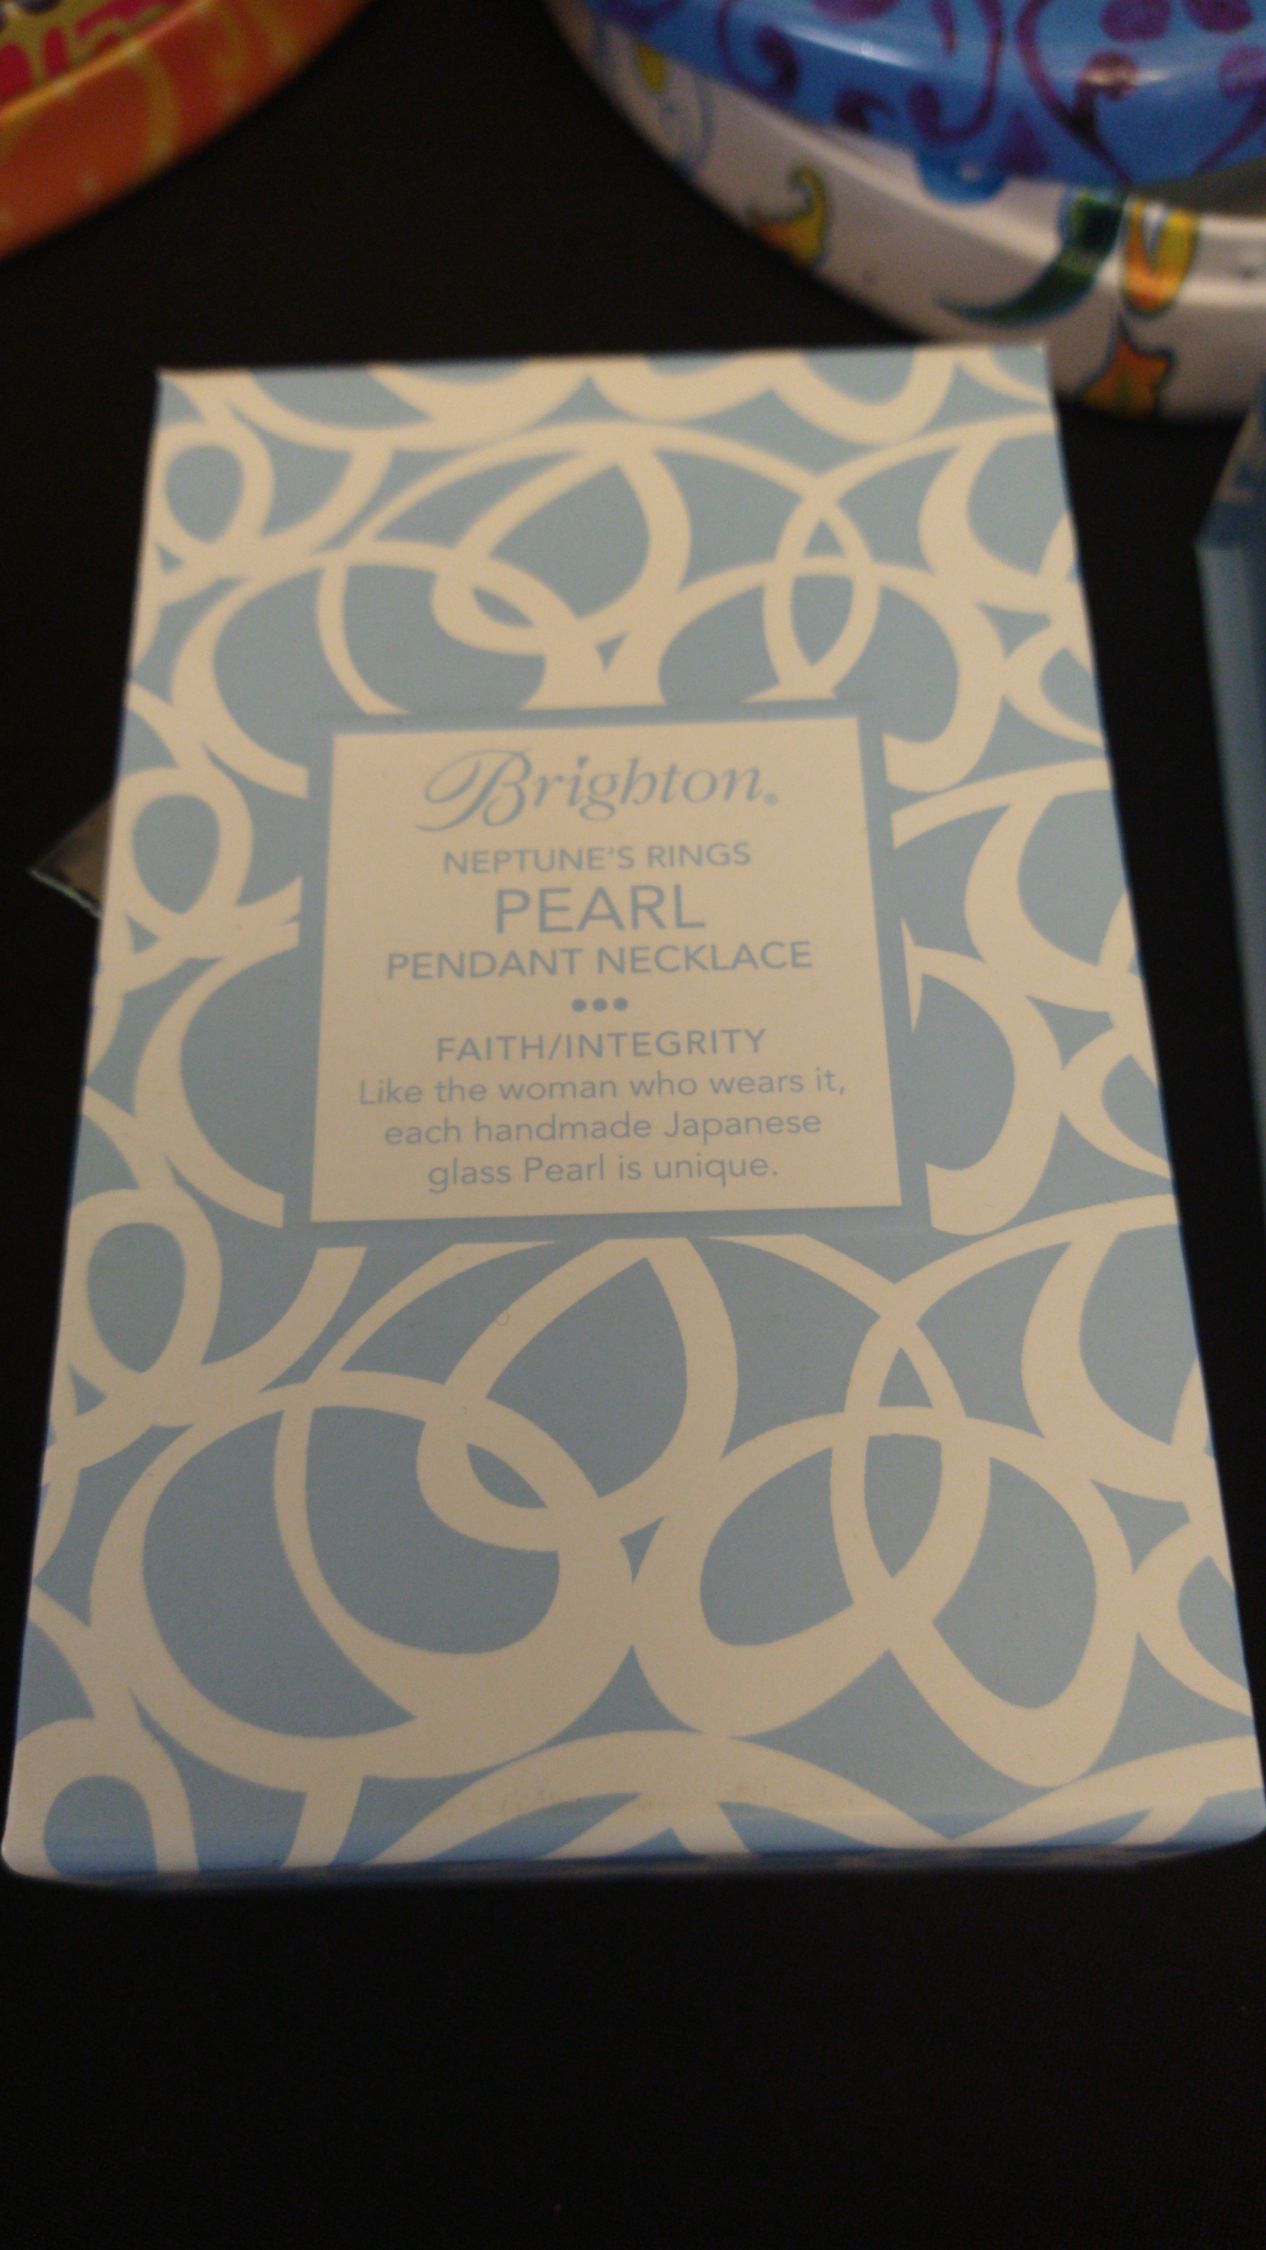 Brighton®
NEPTUNE'S RINGS
PEARL
PENDANT NECKLACE
•••
FAITH/INTEGRITY
Like the woman who wears it,
each handmade Japanese
glass Pearl is unique.